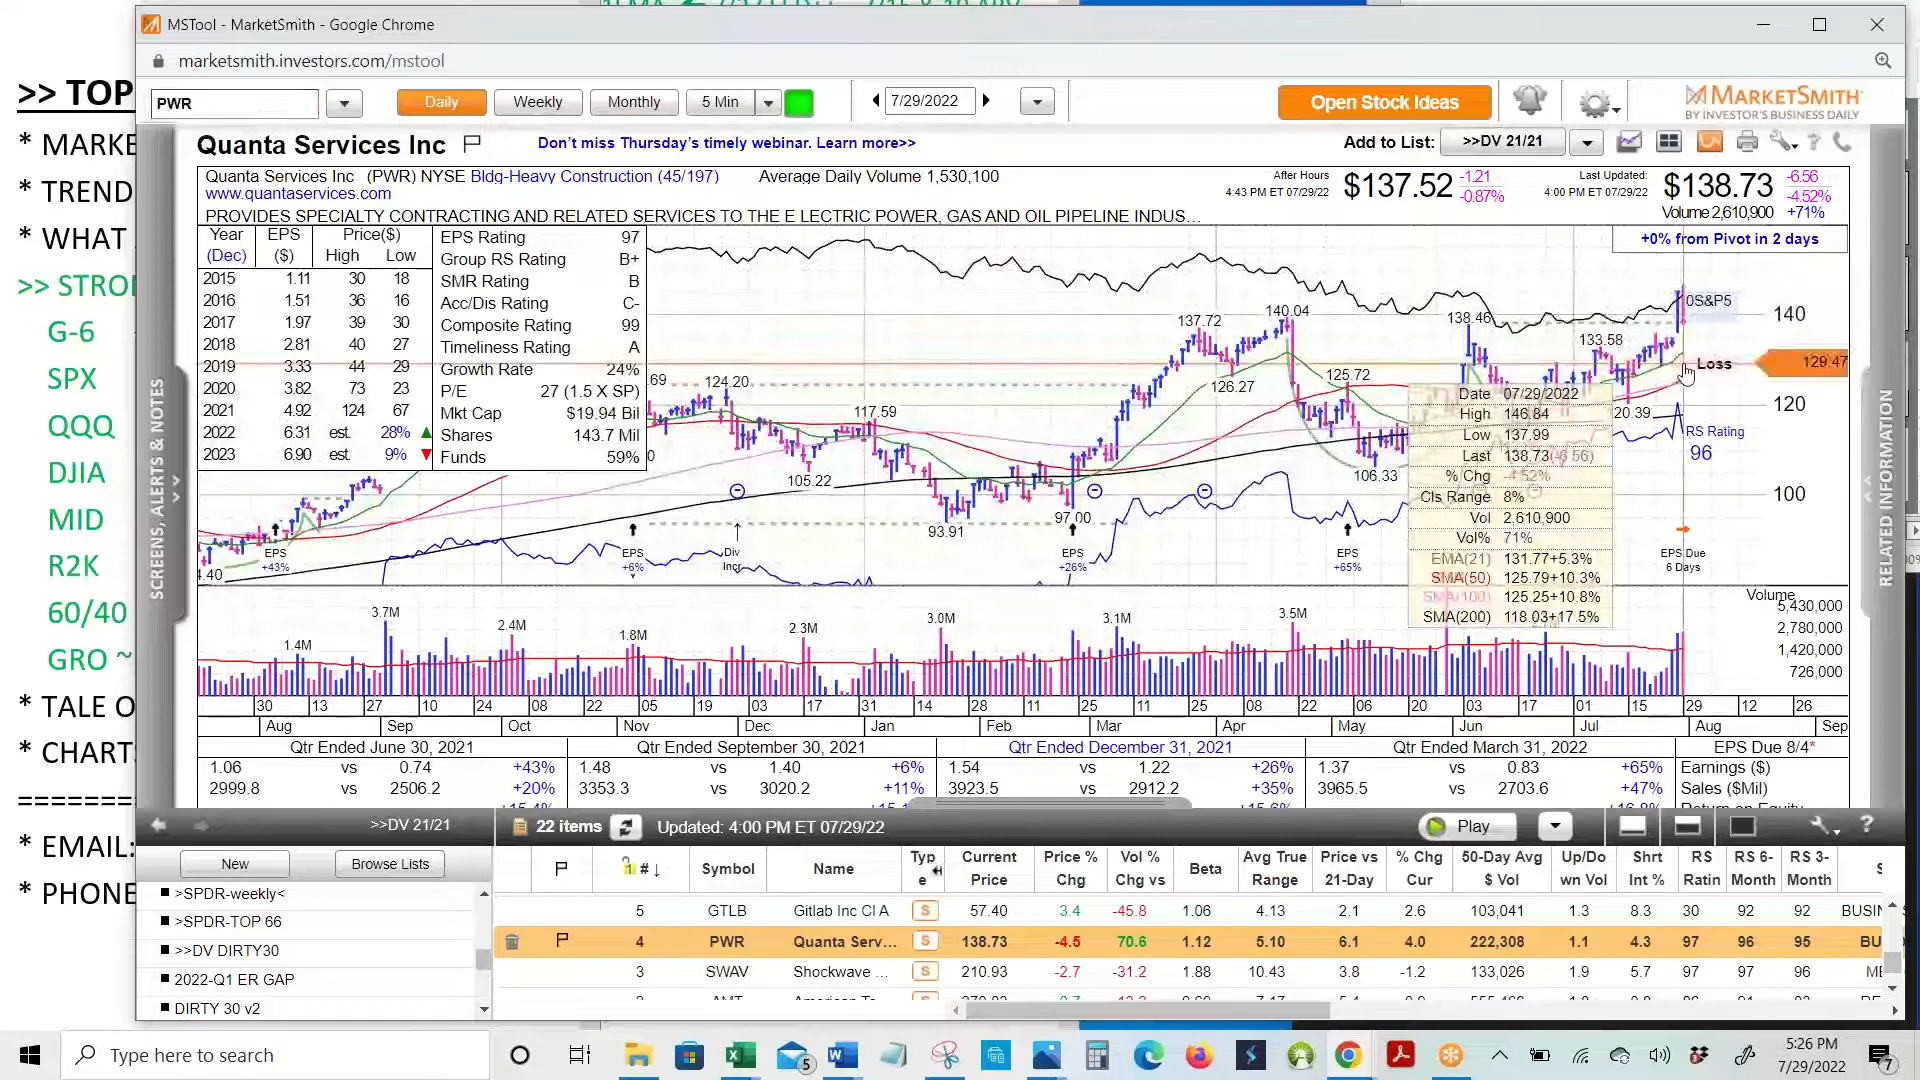 MSTool - MarketSmith - Google Chrome
marketsmith.investors.com/mstool
PWR
Daily
Weekly
Monthly
5 Min
7/29/2022
Open Stock Ideas
MARKETSMITH
BY INVESTOR'S BUSINESS DAILY
>> TOP
* MARKE
* TREND
* WHAT
>> STRO
G-6
SPX
QQQ
DJIA
MID
R2K
60/40
GRO ~
* TALE O
* CHART
* EMAIL:
* PHONE
Quanta Services Inc
Don't miss Thursday's timely webinar. Learn more>>
Add to List: >>DV 21/21
Quanta Services Inc (PWR) NYSE Bldg-Heavy Construction (45/197) Average Daily Volume 1,530,100
www.quantaservices.com
PROVIDES SPECIALTY CONTRACTING AND RELATED SERVICES TO THE E LECTRIC POWER, GAS AND OIL PIPELINE INDUS…
After Hours
4:43 PM ET 07/29/22
$137.52 -1.21
-0.87%
Last Updated:
4:00 PM ET 07/29/22
$138.73 -6.56
-4.52%
Volume 2,610,900 +71%
+0% from Pivot in 2 days
Year EPS Price($)
(Dec) ($) High Low
2015 1.11 30 18
2016 1.51 36 16
2017 1.97 39 30
2018 2.81 40 27
2019 3.33 44 29
2020 3.82 73 23
2021 4.92 124 67
2022 6.31 est. 28%
2023 6.90 est. 9%
EPS Rating 97
Group RS Rating B+
SMR Rating B
Acc/Dis Rating C-
Composite Rating 99
Timeliness Rating A
Growth Rate 24%
P/E 27 (1.5 X SP)
Mkt Cap $19.94 Bil
Shares 143.7 Mil
Funds 59%
SCREENS, ALERTS & NOTES
RELATED INFORMATION
.69
124.20
117.59
105.22
93.91
97.00
137.72
126.27
140.04
125.72
106.33
138.46
133.58
20.39
4.40
0S&P5
Loss
129.47
140
120
100
RS Rating
96
EPS
+43%
EPS
+6%
Div
Incr
EPS
+26%
EPS
+65%
EPS Due
6 Days
Date 07/29/2022
High 146.84
Low 137.99
Last 138.73(-6.56)
% Chg -4.52%
Cls Range 8%
Vol 2,610,900
Vol% 71%
EMA(21) 131.77+5.3%
SMA(50) 125.79+10.3%
SMA(100) 125.25+10.8%
SMA(200) 118.03+17.5%
Volume
5,430,000
2,780,000
1,420,000
726,000
1.4M
3.7M
2.4M
1.8M
2.3M
3.0M
3.1M
3.5M
30 13 27 10 24 08 22 05 19 03 17 31 14 28 11 25 11 25 08 22 06 20 03 17 01 15 29 12 26
Aug Sep Oct Nov Dec Jan Feb Mar Apr May Jun Jul Aug Sep
Qtr Ended June 30, 2021
1.06 vs 0.74 +43%
2999.8 vs 2506.2 +20%
Qtr Ended September 30, 2021
1.48 vs 1.40 +6%
3353.3 vs 3020.2 +11%
Qtr Ended December 31, 2021
1.54 vs 1.22 +26%
3923.5 vs 2912.2 +35%
Qtr Ended March 31, 2022
1.37 vs 0.83 +65%
3965.5 vs 2703.6 +47%
EPS Due 8/4*
Earnings ($)
Sales ($Mil)
>>DV 21/21
22 items
Updated: 4:00 PM ET 07/29/22
Play
New
Browse Lists
>SPDR-weekly<
>SPDR-TOP 66
>>DV DIRTY30
2022-Q1 ER GAP
DIRTY 30 v2
# Symbol Name Type Current Price Price % Chg Vol % Chg vs Beta Avg True Range Price vs 21-Day % Chg Cur 50-Day Avg $ Vol Up/Down Vol Shrt Int % RS Ratin RS 6-Month RS 3-Month S
5 GTLB Gitlab Inc Cl A S 57.40 3.4 -45.8 1.06 4.13 2.1 2.6 103,041 1.3 8.3 30 92 92 BUSIN
4 PWR Quanta Serv... S 138.73 -4.5 70.6 1.12 5.10 6.1 4.0 222,308 1.1 4.3 97 96 95 BU
3 SWAV Shockwave ... S 210.93 -2.7 -31.2 1.88 10.43 3.8 -1.2 133,026 1.9 5.7 97 97 96 ME
Type here to search
5
5:26 PM
7/29/2022
7